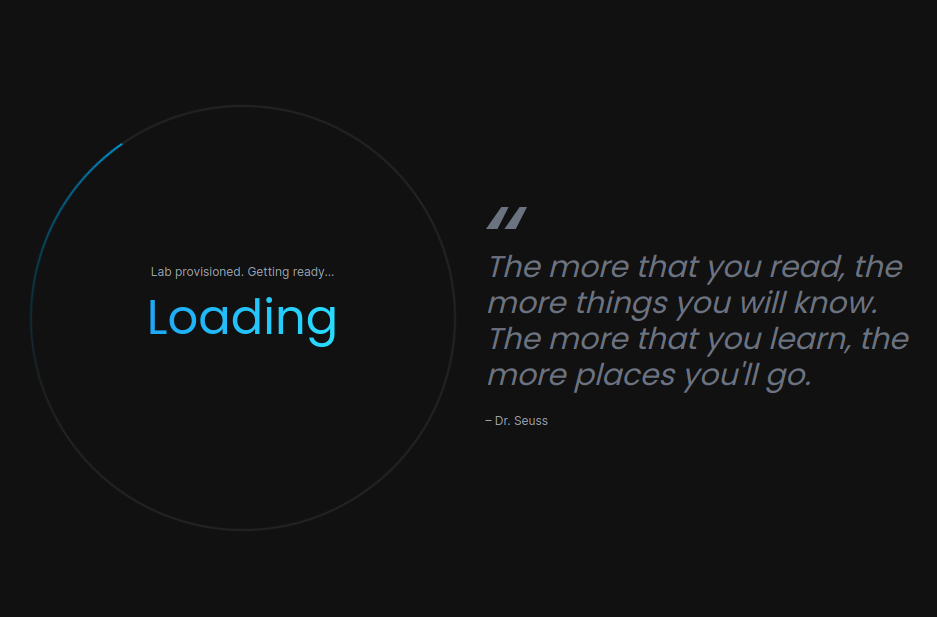 Lab provisioned. Getting ready...
Loading
The more that you read, the
more things you will know.
The more that you learn, the
more places you'll go.
– Dr. Seuss